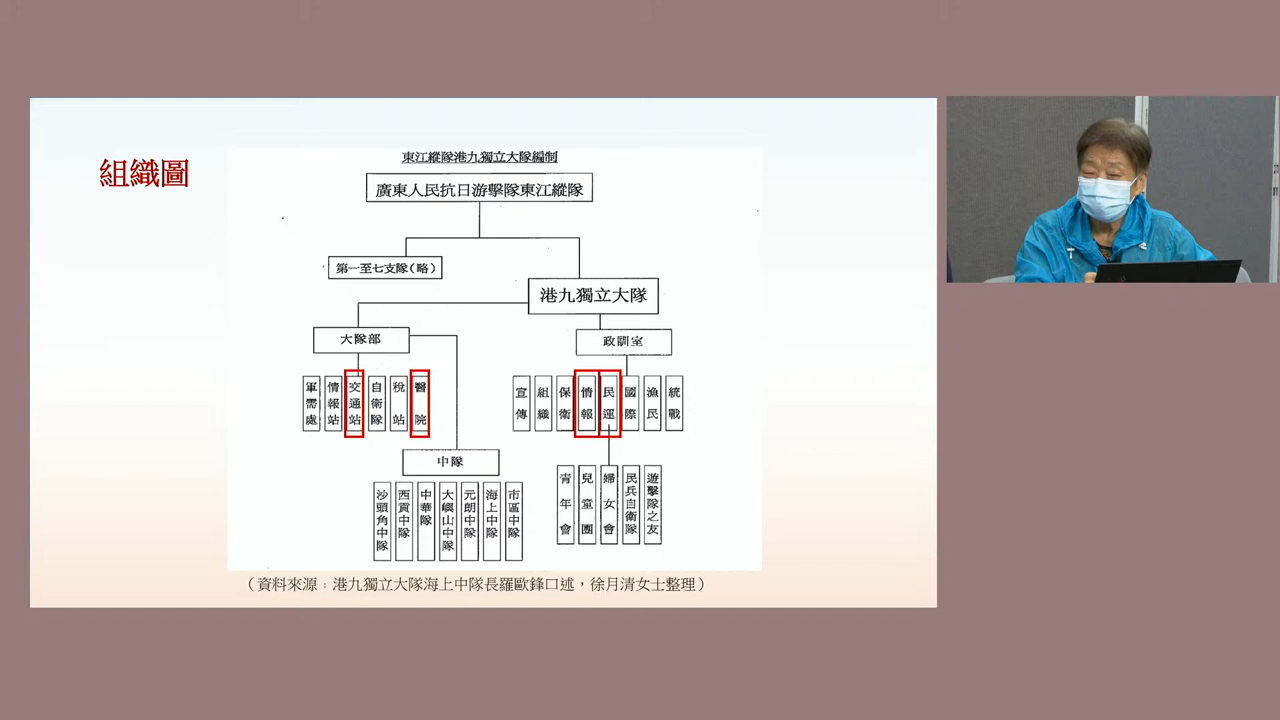 組織圖
東江縱隊港九獨立大隊編制
廣東人民抗日游擊隊東江縱隊
第一至七支隊(略)
港九獨立大隊
大隊部
政訓室
軍需處
情報站
交通站
自衛隊
稅站
醫院
宣傳
組織
保衛
情報
民運
國際
漁民
統戰
中隊
沙頭角中隊
西貢中隊
中華隊
大嶼山中隊
元朗中隊
海上中隊
市區中隊
青年會
兒童團
婦女會
民兵自衛隊
遊擊隊之友
(資料來源﹕港九獨立大隊海上中隊長羅歐鋒口述，徐月清女士整理)